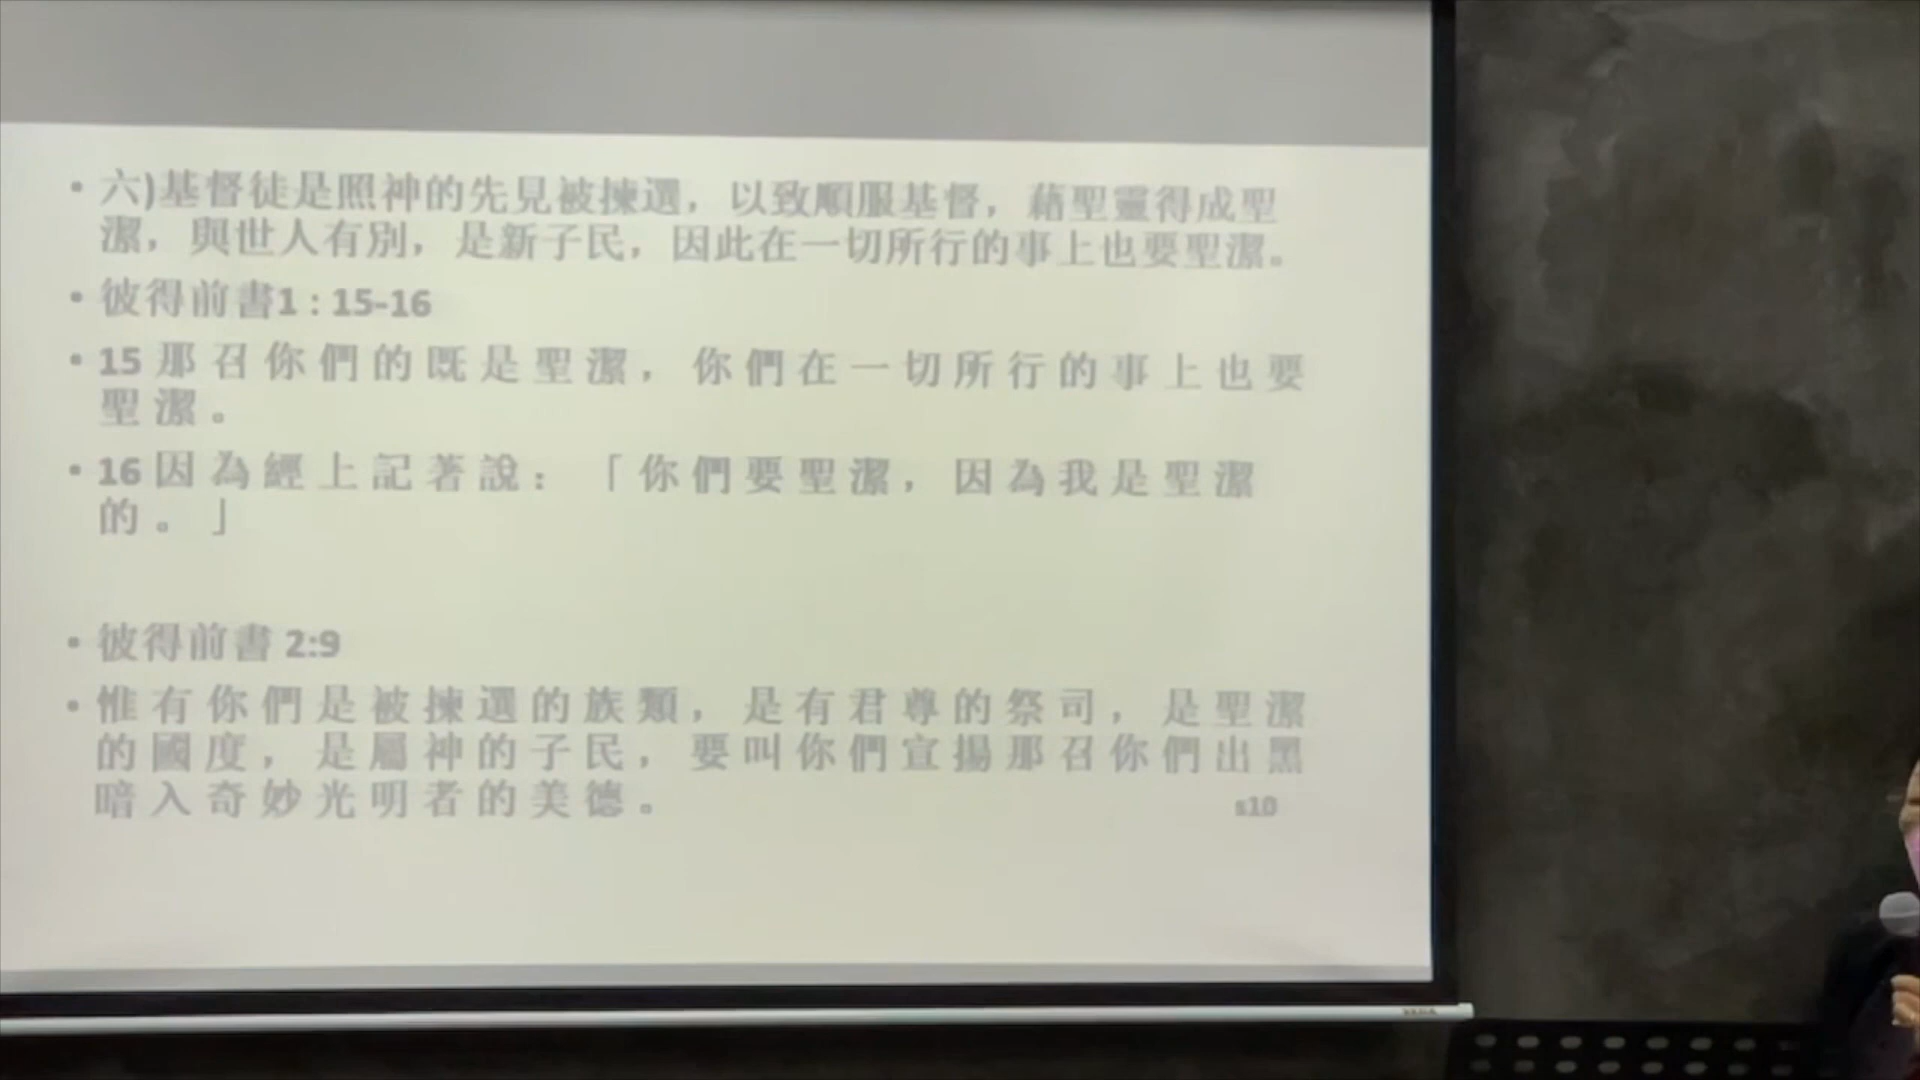 • 六)基督徒是照神的先見被揀選，以致順服基督，藉聖靈得成聖
潔，與世人有別，是新子民，因此在一切所行的事上也要聖潔。
• 彼得前書1 : 15-16
• 15 那召你們的既是聖潔，你們在一切所行的事上也要
聖潔。
• 16 因為經上記著說：「你們要聖潔，因為我是聖潔
的。」
• 彼得前書 2:9
• 惟有你們是被揀選的族類，是有君尊的祭司，是聖潔
的國度，是屬神的子民，要叫你們宣揚那召你們出黑
暗入奇妙光明者的美德。
s10